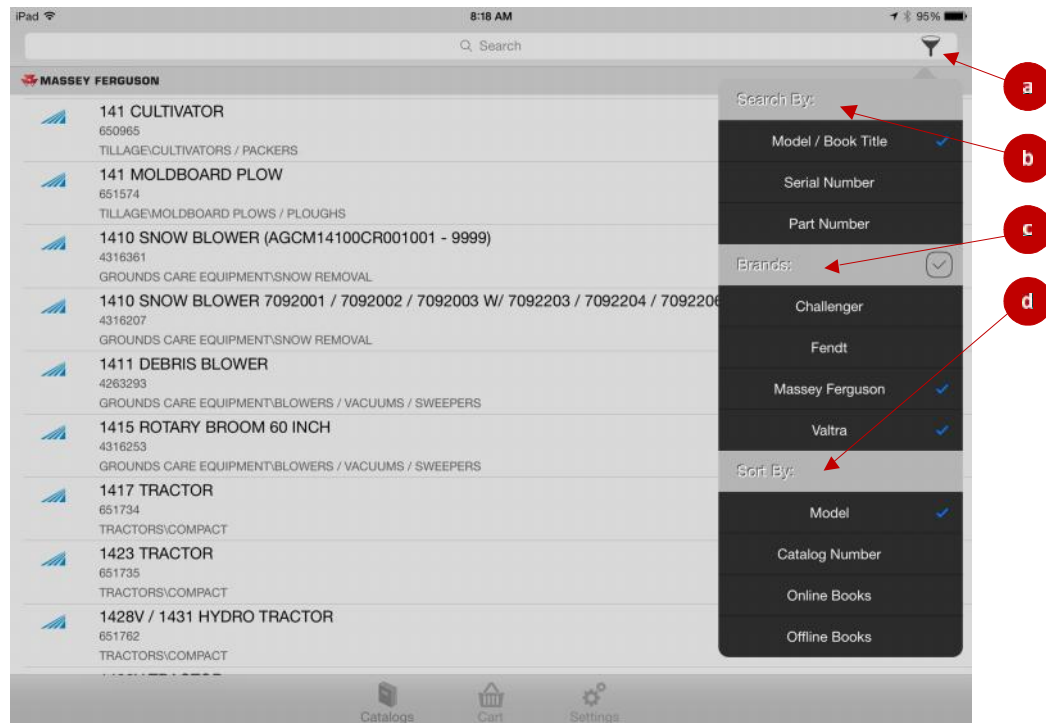 iPad 8:18 AM 95%
Search
MASSEY FERGUSON
141 CULTIVATOR
650965
TILLAGE\CULTIVATORS / PACKERS
141 MOLDBOARD PLOW
651574
TILLAGE\MOLDBOARD PLOWS / PLOUGHS
1410 SNOW BLOWER (AGCM14100CR001001 - 9999)
4316361
GROUNDS CARE EQUIPMENT\SNOW REMOVAL
1410 SNOW BLOWER 7092001 / 7092002 / 7092003 W/ 7092203 / 7092204 / 7092206
4316207
GROUNDS CARE EQUIPMENT\SNOW REMOVAL
1411 DEBRIS BLOWER
4263293
GROUNDS CARE EQUIPMENT\BLOWERS / VACUUMS / SWEEPERS
1415 ROTARY BROOM 60 INCH
4316253
GROUNDS CARE EQUIPMENT\BLOWERS / VACUUMS / SWEEPERS
1417 TRACTOR
651734
TRACTORS\COMPACT
1423 TRACTOR
651735
TRACTORS\COMPACT
1428V / 1431 HYDRO TRACTOR
651762
TRACTORS\COMPACT
Search By:
Model / Book Title
Serial Number
Part Number
Brands:
Challenger
Fendt
Massey Ferguson
Valtra
Sort By:
Model
Catalog Number
Online Books
Offline Books
a
b
c
d
Catalogs Cart Settings